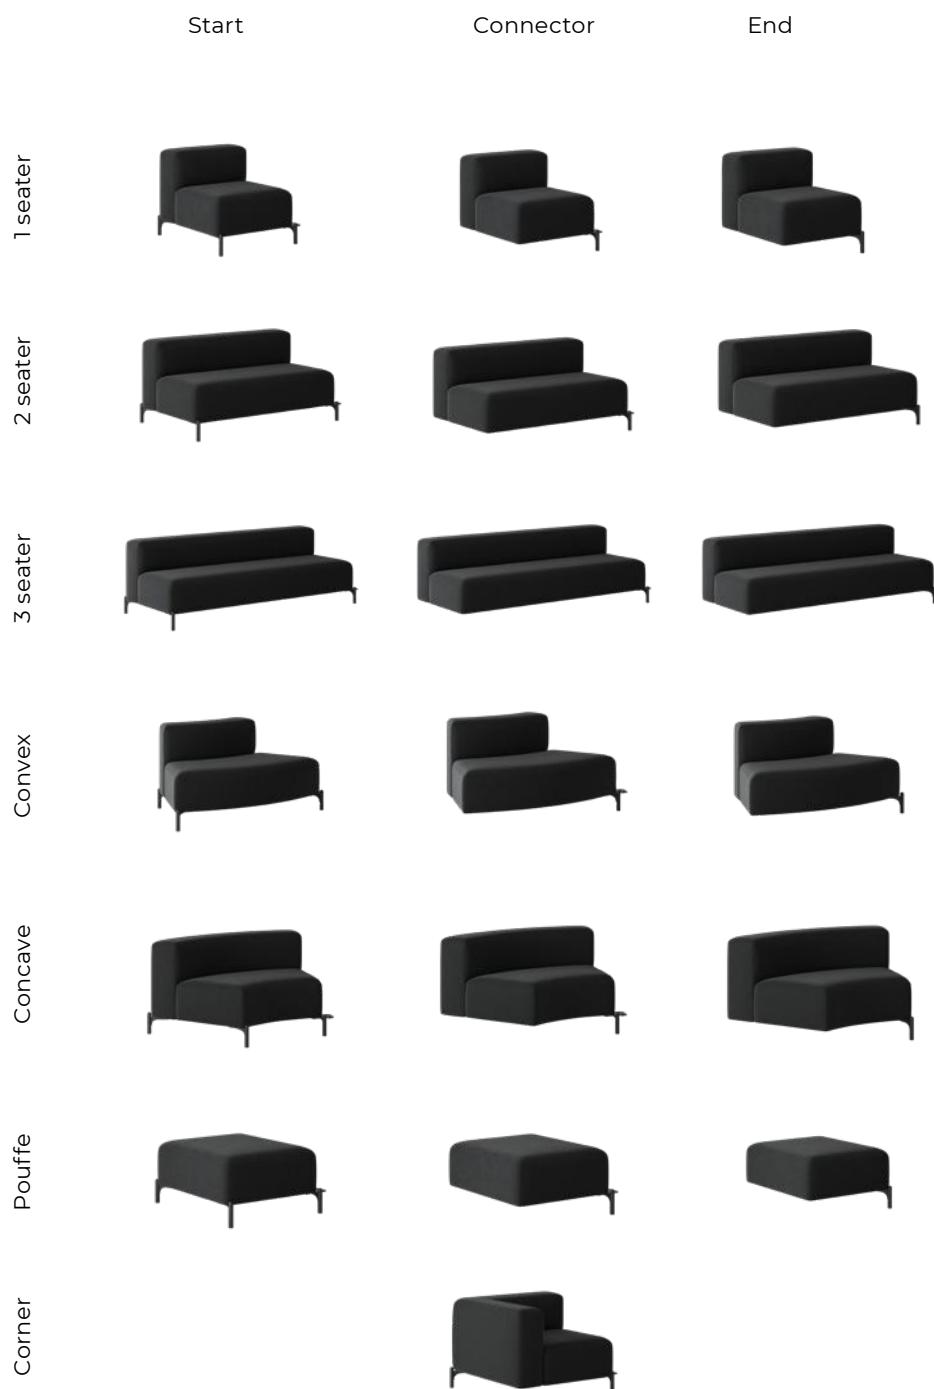 Start
Connector
End
1 seater
2 seater
3 seater
Convex
Concave
Pouffe
Corner